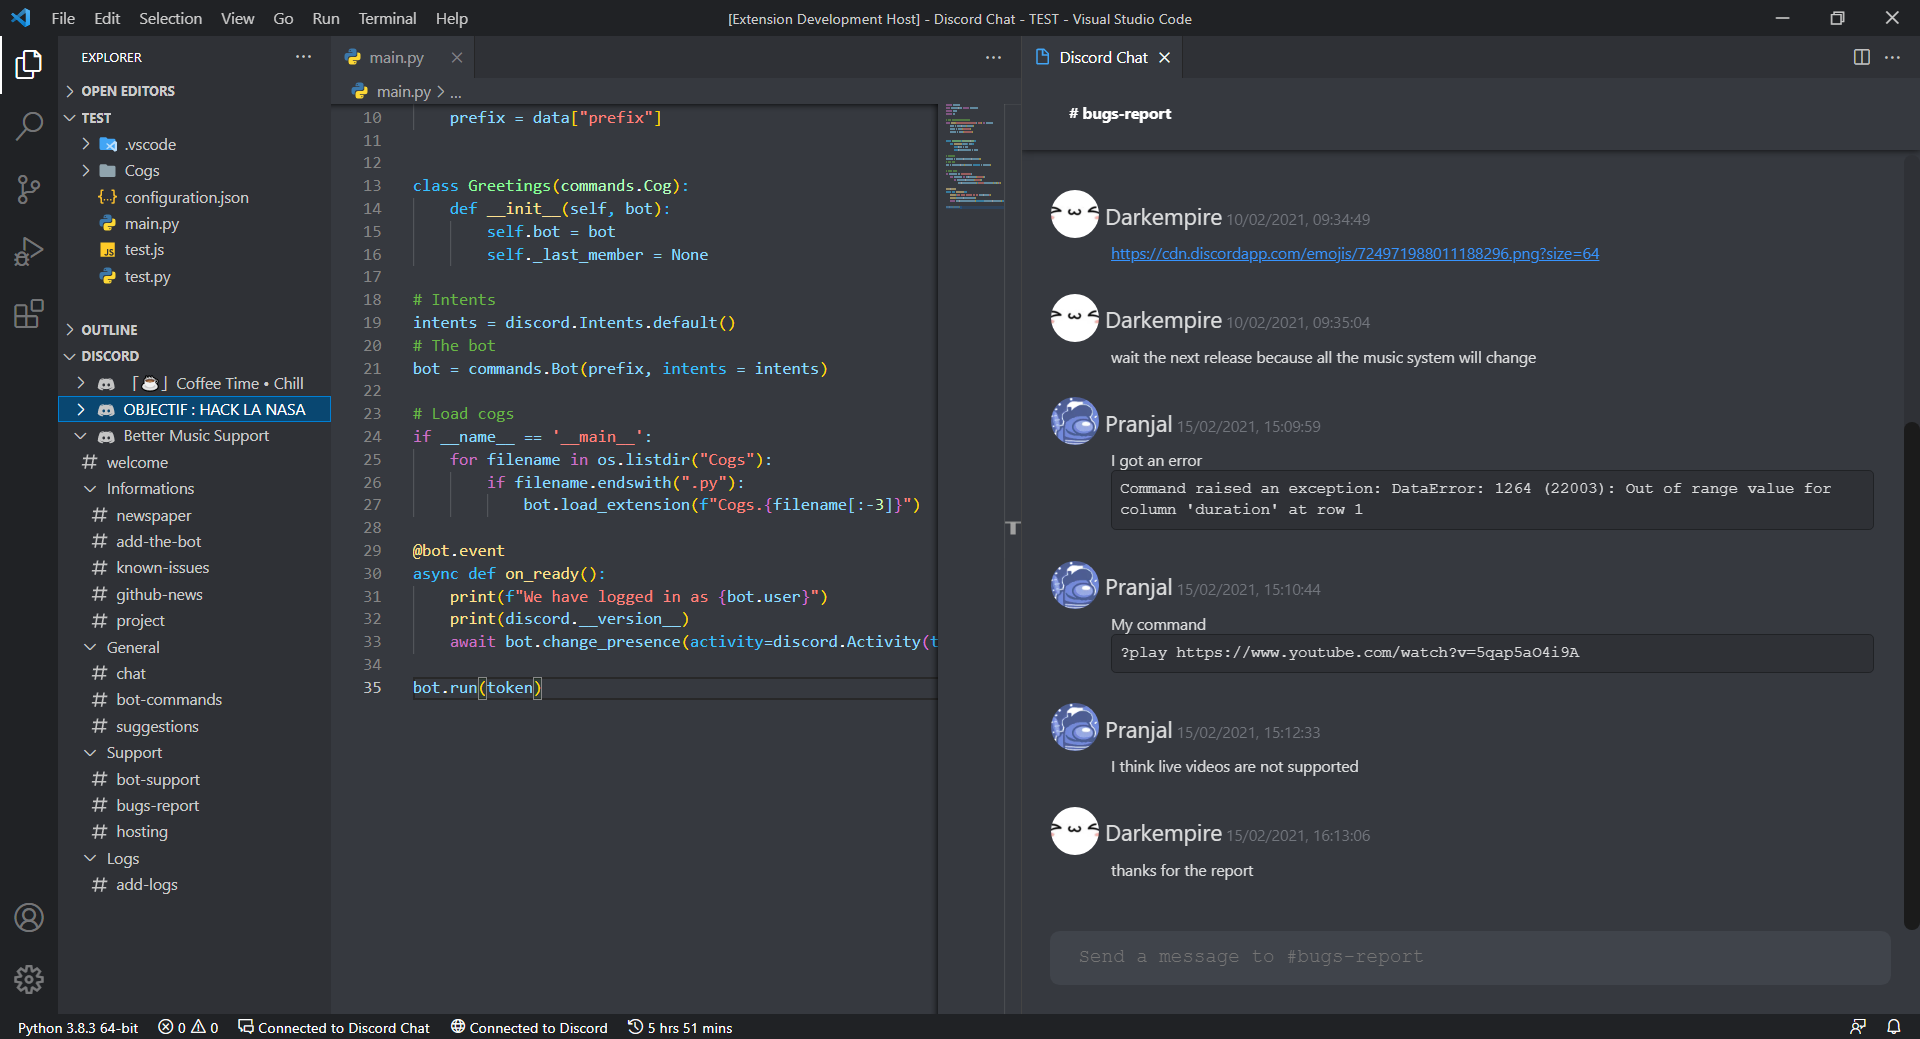 File Edit Selection View Go Run Terminal Help
[Extension Development Host] - Discord Chat - TEST - Visual Studio Code
EXPLORER
OPEN EDITORS
TEST
.vscode
Cogs
configuration.json
main.py
test.js
test.py
OUTLINE
DISCORD
「☕」 Coffee Time • Chill
OBJECTIF : HACK LA NASA
Better Music Support
# welcome
Informations
# newspaper
# add-the-bot
# known-issues
# github-news
# project
General
# chat
# bot-commands
# suggestions
Support
# bot-support
# bugs-report
# hosting
Logs
# add-logs
main.py
main.py > ...
10 prefix = data["prefix"]
11
12
13 class Greetings(commands.Cog):
14 def __init__(self, bot):
15 self.bot = bot
16 self._last_member = None
17
18 # Intents
19 intents = discord.Intents.default()
20 # The bot
21 bot = commands.Bot(prefix, intents = intents)
22
23 # Load cogs
24 if __name__ == '__main__':
25 for filename in os.listdir("Cogs"):
26 if filename.endswith(".py"):
27 bot.load_extension(f"Cogs.{filename[:-3]}")
28
29 @bot.event
30 async def on_ready():
31 print(f"We have logged in as {bot.user}")
32 print(discord.__version__)
33 await bot.change_presence(activity=discord.Activity(t
34
35 bot.run(token)
Discord Chat
# bugs-report
Darkempire 10/02/2021, 09:34:49
https://cdn.discordapp.com/emojis/724971988011188296.png?size=64
Darkempire 10/02/2021, 09:35:04
wait the next release because all the music system will change
Pranjal 15/02/2021, 15:09:59
I got an error
Command raised an exception: DataError: 1264 (22003): Out of range value for
column 'duration' at row 1
Pranjal 15/02/2021, 15:10:44
My command
?play https://www.youtube.com/watch?v=5qap5aO4i9A
Pranjal 15/02/2021, 15:12:33
I think live videos are not supported
Darkempire 15/02/2021, 16:13:06
thanks for the report
Send a message to #bugs-report
Python 3.8.3 64-bit 0 0 Connected to Discord Chat Connected to Discord 5 hrs 51 mins